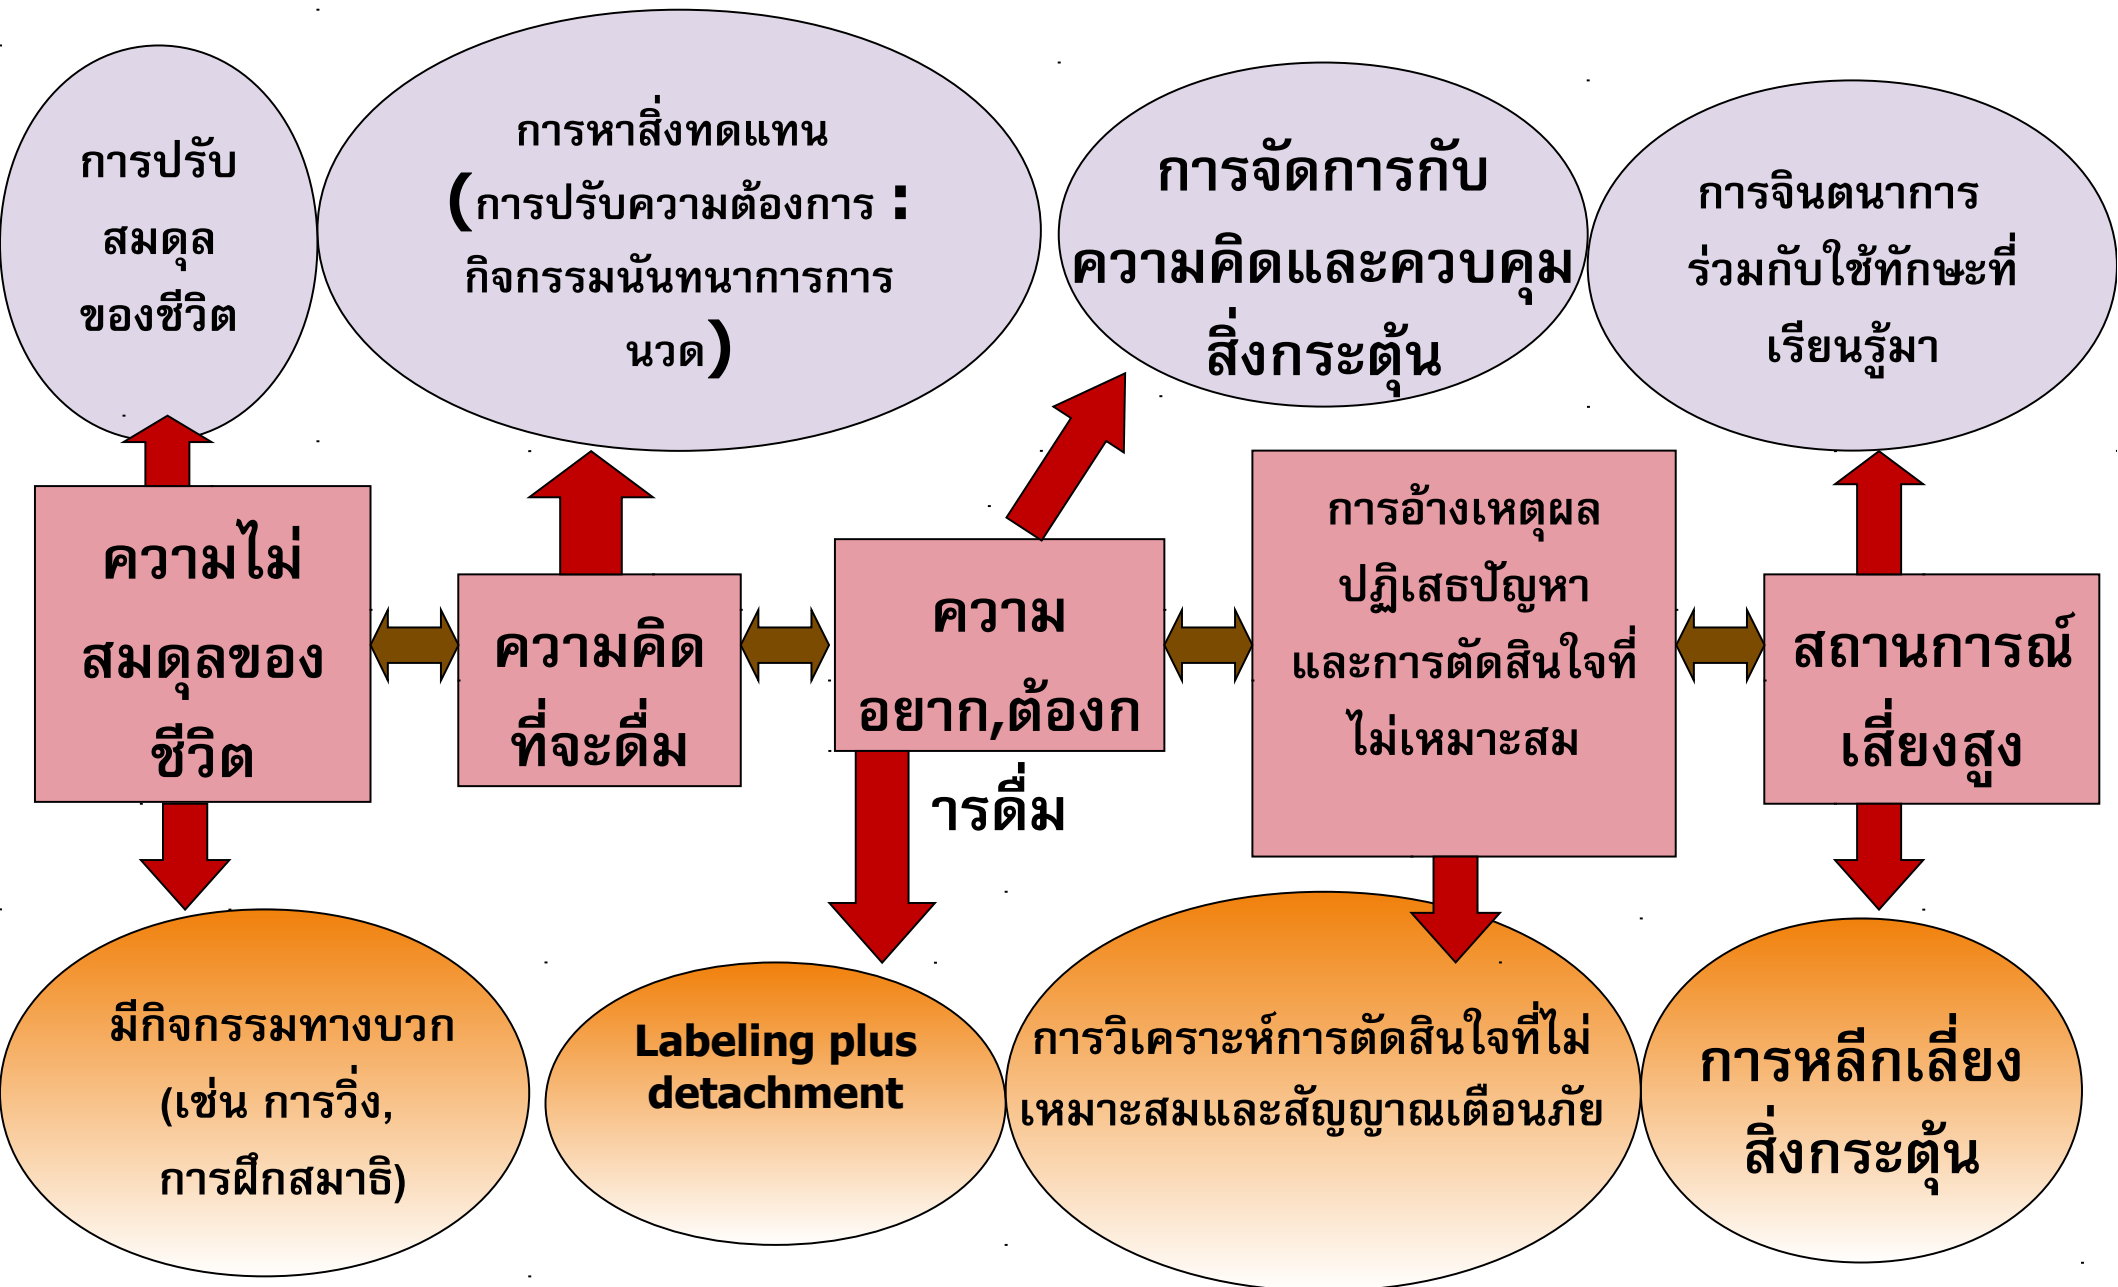 การปรับ
สมดุล
ของชีวิต
การหาสิ่งทดแทน
(การปรับความต้องการ :
กิจกรรมนันทนาการการ
นวด)
การจัดการกับ
ความคิดและควบคุม
สิ่งกระตุ้น
การจินตนาการ
ร่วมกับใช้ทักษะที่
เรียนรู้มา
ความไม่
สมดุลของ
ชีวิต
ความคิด
ที่จะดื่ม
ความ
อยาก,ต้องก
ารดื่ม
การอ้างเหตุผล
ปฏิเสธปัญหา
และการตัดสินใจที่
ไม่เหมาะสม
สถานการณ์
เสี่ยงสูง
มีกิจกรรมทางบวก
(เช่น การวิ่ง,
การฝึกสมาธิ)
Labeling plus
detachment
การวิเคราะห์การตัดสินใจที่ไม่
เหมาะสมและสัญญาณเตือนภัย
การหลีกเลี่ยง
สิ่งกระตุ้น